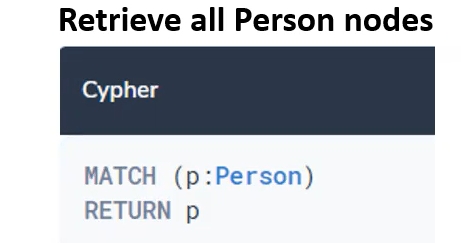 Retrieve all Person nodes
Cypher
MATCH (p:Person)
RETURN p